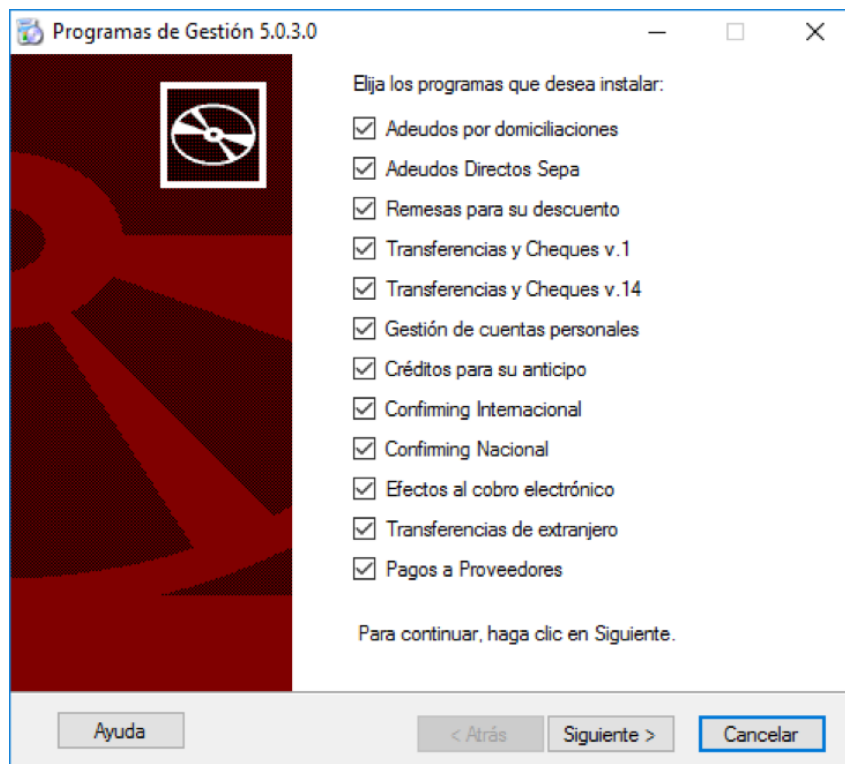 Programas de Gestión 5.0.3.0
Elija los programas que desea instalar:
Adeudos por domiciliaciones
Adeudos Directos Sepa
Remesas para su descuento
Transferencias y Cheques v.1
Transferencias y Cheques v.14
Gestión de cuentas personales
Créditos para su anticipo
Confirming Internacional
Confirming Nacional
Efectos al cobro electrónico
Transferencias de extranjero
Pagos a Proveedores
Para continuar, haga clic en Siguiente.
Ayuda
< Atrás
Siguiente >
Cancelar